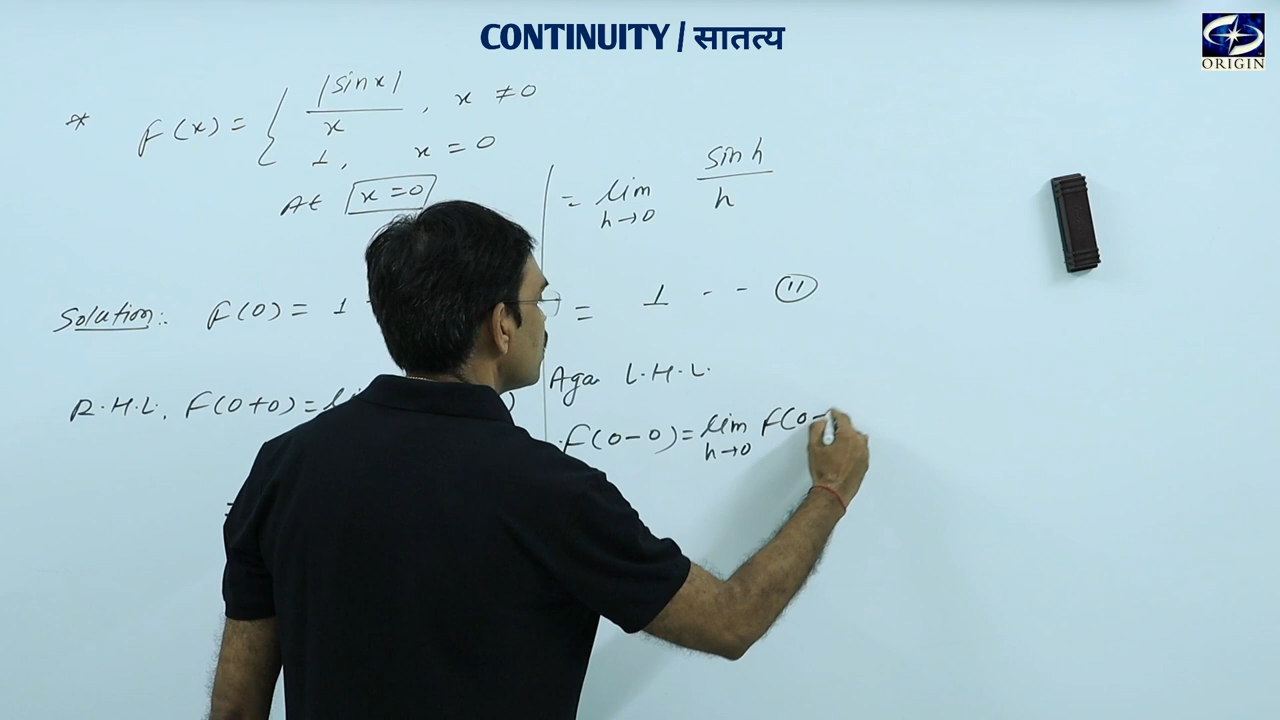 CONTINUITY / सातत्य
ORIGIN
* F(x) = { |sin x| / x , x ≠ 0
1, x = 0
At x = 0
Solution:. F(0) = 1
R.H.L. F(0+0) =
= lim h→0 sin h / h
= 1 - - (11)
Aga L.H.L.
F(0-0) = lim h→0 F(0-